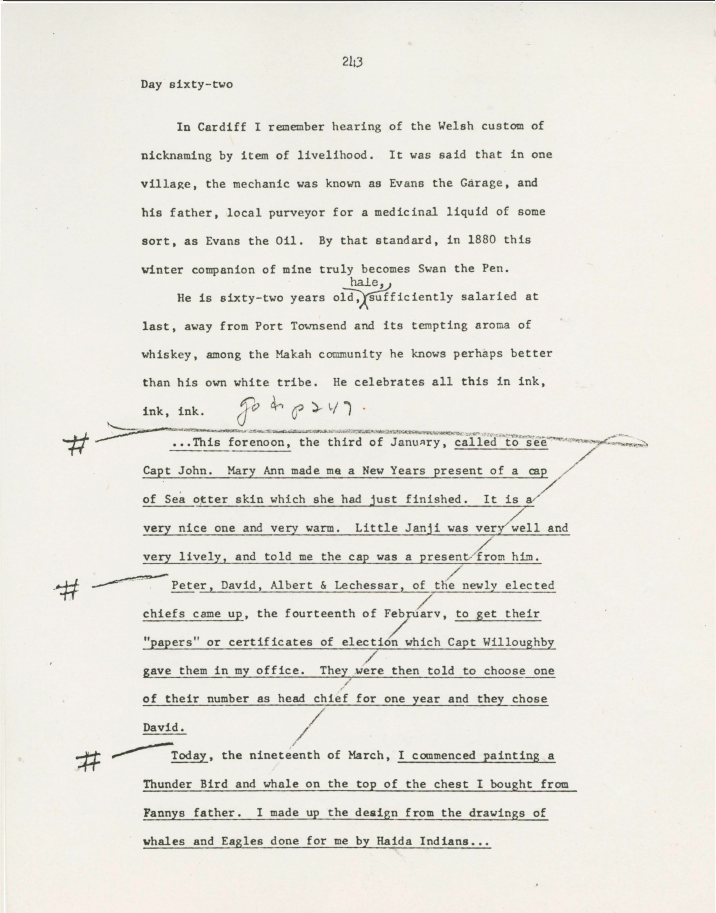 243
Day sixty-two
In Cardiff I remember hearing of the Welsh custom of
nicknaming by item of livelihood. It was said that in one
village, the mechanic was known as Evans the Garage, and
his father, local purveyor for a medicinal liquid of some
sort, as Evans the Oil. By that standard, in 1880 this
winter companion of mine truly becomes Swan the Pen.
hale,
He is sixty-two years old, sufficiently salaried at
last, away from Port Townsend and its tempting aroma of
whiskey, among the Makah community he knows perhaps better
than his own white tribe. He celebrates all this in ink,
ink, ink. go to p 247.
# ...This forenoon, the third of January, called to see
Capt John. Mary Ann made me a New Years present of a cap
of Sea otter skin which she had just finished. It is a
very nice one and very warm. Little Janji was very well and
very lively, and told me the cap was a present from him.
# Peter, David, Albert & Lechessar, of the newly elected
chiefs came up, the fourteenth of February, to get their
"papers" or certificates of election which Capt Willoughby
gave them in my office. They were then told to choose one
of their number as head chief for one year and they chose
David.
# Today, the nineteenth of March, I commenced painting a
Thunder Bird and whale on the top of the chest I bought from
Fannys father. I made up the design from the drawings of
whales and Eagles done for me by Haida Indians...